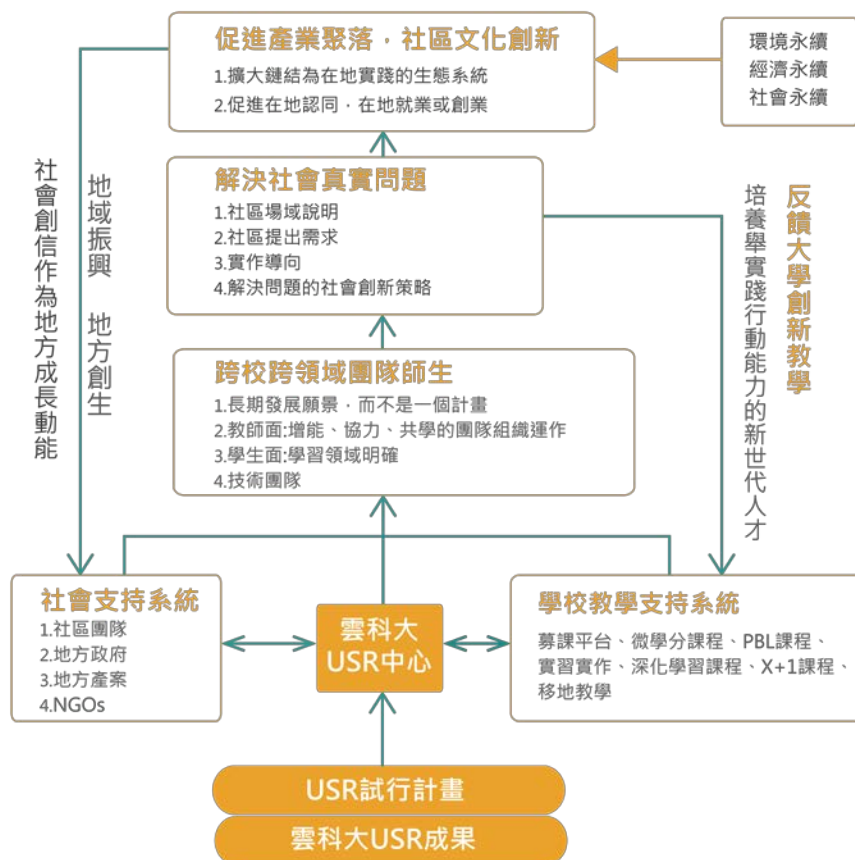 促進產業聚落，社區文化創新
1.擴大鏈結為在地實踐的生態系統
2.促進在地認同，在地就業或創業
環境永續
經濟永續
社會永續
社會創信作為地方成長動能
地域振興 地方創生
解決社會真實問題
1.社區場域說明
2.社區提出需求
3.實作導向
4.解決問題的社會創新策略
反饋大學創新教學
培養舉實踐行動能力的新世代人才
跨校跨領域團隊師生
1.長期發展願景，而不是一個計畫
2.教師面:增能、協力、共學的團隊組織運作
3.學生面:學習領域明確
4.技術團隊
社會支持系統
1.社區團隊
2.地方政府
3.地方產案
4.NGOs
雲科大
USR中心
學校教學支持系統
募課平台、微學分課程、PBL課程、
實習實作、深化學習課程、X+1課程、
移地教學
USR試行計畫
雲科大USR成果